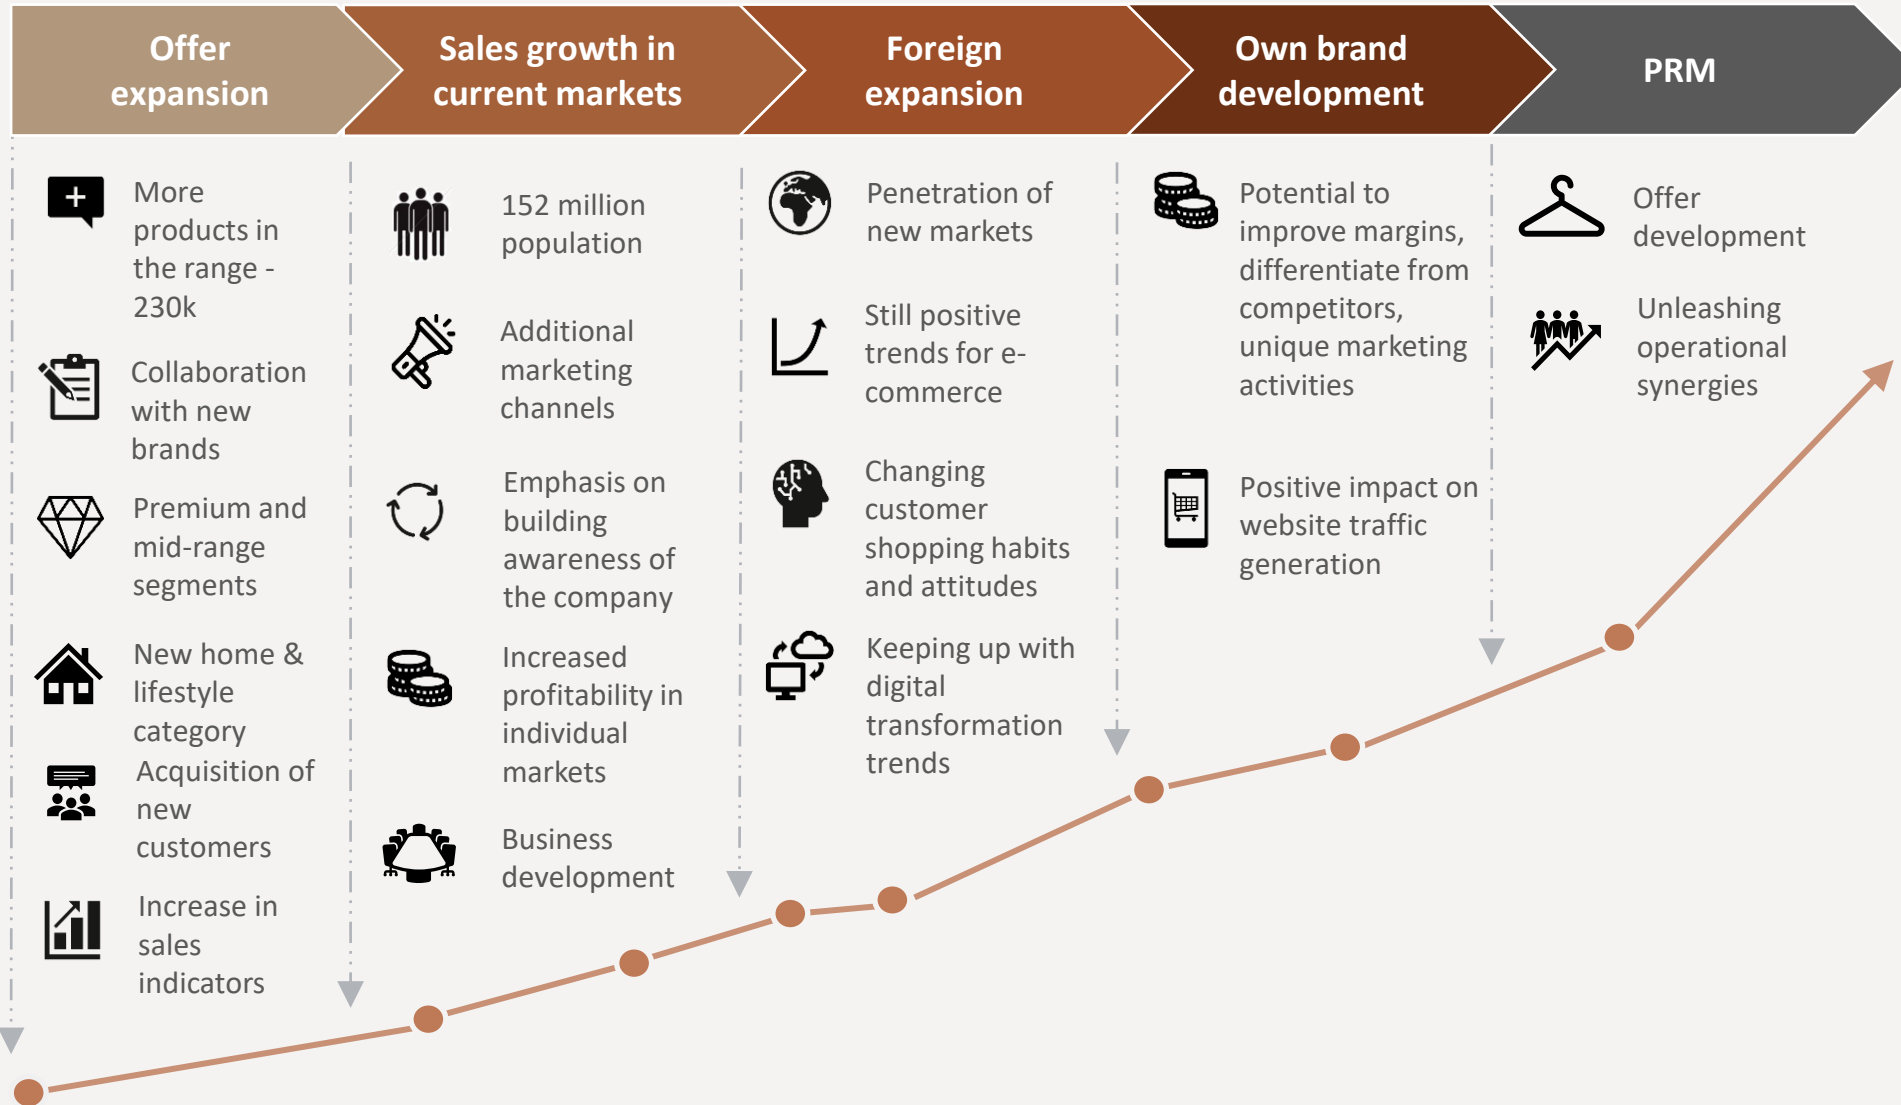 Offer
expansion
Sales growth in
current markets
Foreign
expansion
Own brand
development
PRM
More
products in
the range -
230k
Collaboration
with new
brands
Premium and
mid-range
segments
New home &
lifestyle
category
Acquisition of
new
customers
Increase in
sales
indicators
152 million
population
Additional
marketing
channels
Emphasis on
building
awareness of
the company
Increased
profitability in
individual
markets
Business
development
Penetration of
new markets
Still positive
trends for e-
commerce
Changing
customer
shopping habits
and attitudes
Keeping up with
digital
transformation
trends
Potential to
improve margins,
differentiate from
competitors,
unique marketing
activities
Positive impact on
website traffic
generation
Offer
development
Unleashing
operational
synergies